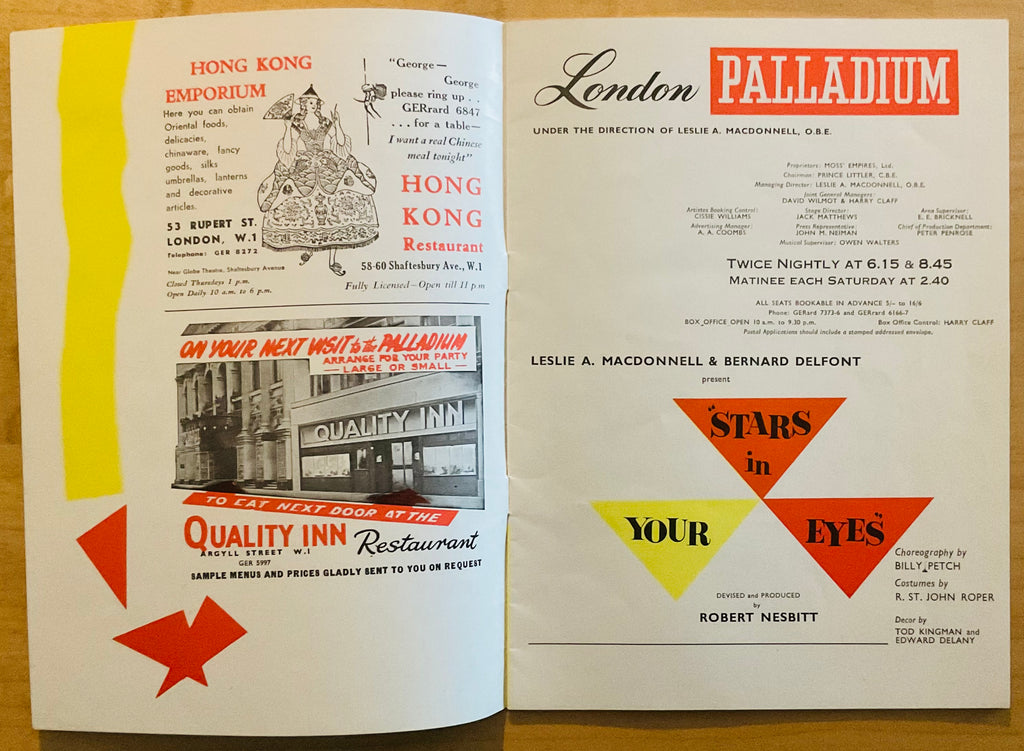 HONG KONG
EMPORIUM
Here you can obtain
Oriental foods,
delicacies,
chinaware, fancy
goods, silks
umbrellas, lanterns
and decorative
articles.
53 RUPERT ST.
LONDON, W.1
Telephone: GER 8272
Near Globe Theatre, Shaftesbury Avenue
Closed Thursdays 1 p.m.
Open Daily 10 a.m. to 6 p.m.
"George—
George
please ring up . .
GERrard 6847
. . . for a table—
I want a real Chinese
meal tonight"
HONG
KONG
Restaurant
58-60 Shaftesbury Ave., W.1
Fully Licensed—Open till 11 p.m
ON YOUR NEXT VISIT to the PALLADIUM
ARRANGE FOR YOUR PARTY
— LARGE OR SMALL —
QUALITY INN
TO EAT NEXT DOOR AT THE
QUALITY INN Restaurant
ARGYLL STREET W.1
GER 5997
SAMPLE MENUS AND PRICES GLADLY SENT TO YOU ON REQUEST
London PALLADIUM
UNDER THE DIRECTION OF LESLIE A. MACDONNELL, O.B.E.
Proprietors: MOSS' EMPIRES, Ltd.
Chairman: PRINCE LITTLER, C.B.E.
Managing Director: LESLIE A. MACDONNELL, O.B.E.
Joint General Managers:
DAVID WILMOT & HARRY CLAFF
Artistes Booking Control: Stage Director: Area Supervisor:
CISSIE WILLIAMS JACK MATTHEWS E. E. BRICKNELL
Advertising Manager: Press Representative: Chief of Production Department:
A. A. COOMBS JOHN M. NEIMAN PETER PENROSE
Musical Supervisor: OWEN WALTERS
TWICE NIGHTLY AT 6.15 & 8.45
MATINEE EACH SATURDAY AT 2.40
ALL SEATS BOOKABLE IN ADVANCE 5/- to 16/6
Phone: GERrard 7373-6 and GERrard 6166-7
BOX OFFICE OPEN 10 a.m. to 9.30 p.m. Box Office Control: HARRY CLAFF
Postal Applications should include a stamped addressed envelope.
LESLIE A. MACDONNELL & BERNARD DELFONT
present
"STARS
in
YOUR
EYES"
Choreography by
BILLY PETCH
Costumes by
R. ST. JOHN ROPER
Decor by
TOD KINGMAN and
EDWARD DELANY
DEVISED and PRODUCED
by
ROBERT NESBITT